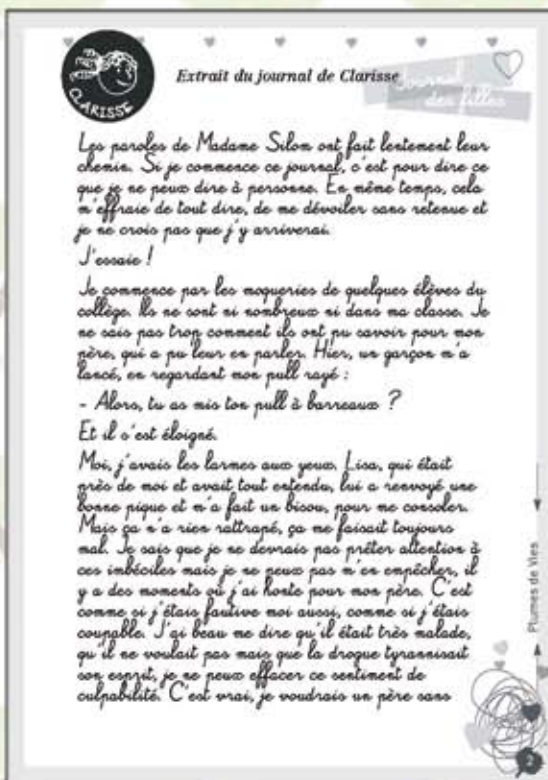 CLARISSE
Extrait du journal de Clarisse
Journal
des filles
Les paroles de Madame Silom ont fait lentement leur
chemin. Si je commence ce journal, c'est pour dire ce
que je ne peux dire à personne. En même temps, cela
m'effraie de tout dire, de me dévoiler sans retenue et
je ne crois pas que j'y arriverai.
J'essaie !
Je commence par les moqueries de quelques élèves du
collège. Ils ne sont ni nombreux ni dans ma classe. Je
ne sais pas trop comment ils ont pu savoir pour mon
père, qui a pu leur en parler. Hier, un garçon m'a
lancé, en regardant mon pull rayé :
- Alors, tu as mis ton pull à barreaux ?
Et il s'est éloigné.
Moi, j'avais les larmes aux yeux. Lisa, qui était
près de moi et avait tout entendu, lui a renvoyé une
bonne pique et m'a fait un bisou, pour me consoler.
Mais ça n'a rien rattrapé, ça me faisait toujours
mal. Je sais que je ne devrais pas prêter attention à
ces imbéciles mais je ne peux pas m'en empêcher, il
y a des moments où j'ai honte pour mon père. C'est
comme si j'étais fautive moi aussi, comme si j'étais
coupable. J'ai beau me dire qu'il était très malade,
qu'il ne voulait pas mais que la drogue tyrannisait
son esprit, je ne peux effacer ce sentiment de
culpabilité. C'est vrai, je voudrais un père sans
Plumes de Vies
2